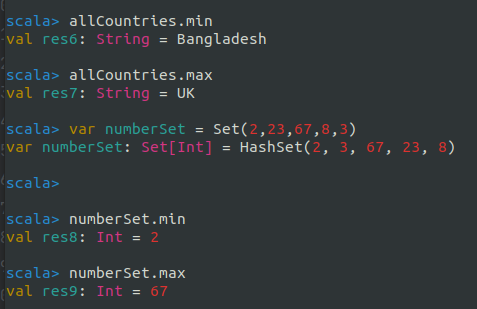 scala> allCountries.min
val res6: String = Bangladesh
scala> allCountries.max
val res7: String = UK
scala> var numberSet = Set(2,23,67,8,3)
var numberSet: Set[Int] = HashSet(2, 3, 67, 23, 8)
scala>
scala> numberSet.min
val res8: Int = 2
scala> numberSet.max
val res9: Int = 67